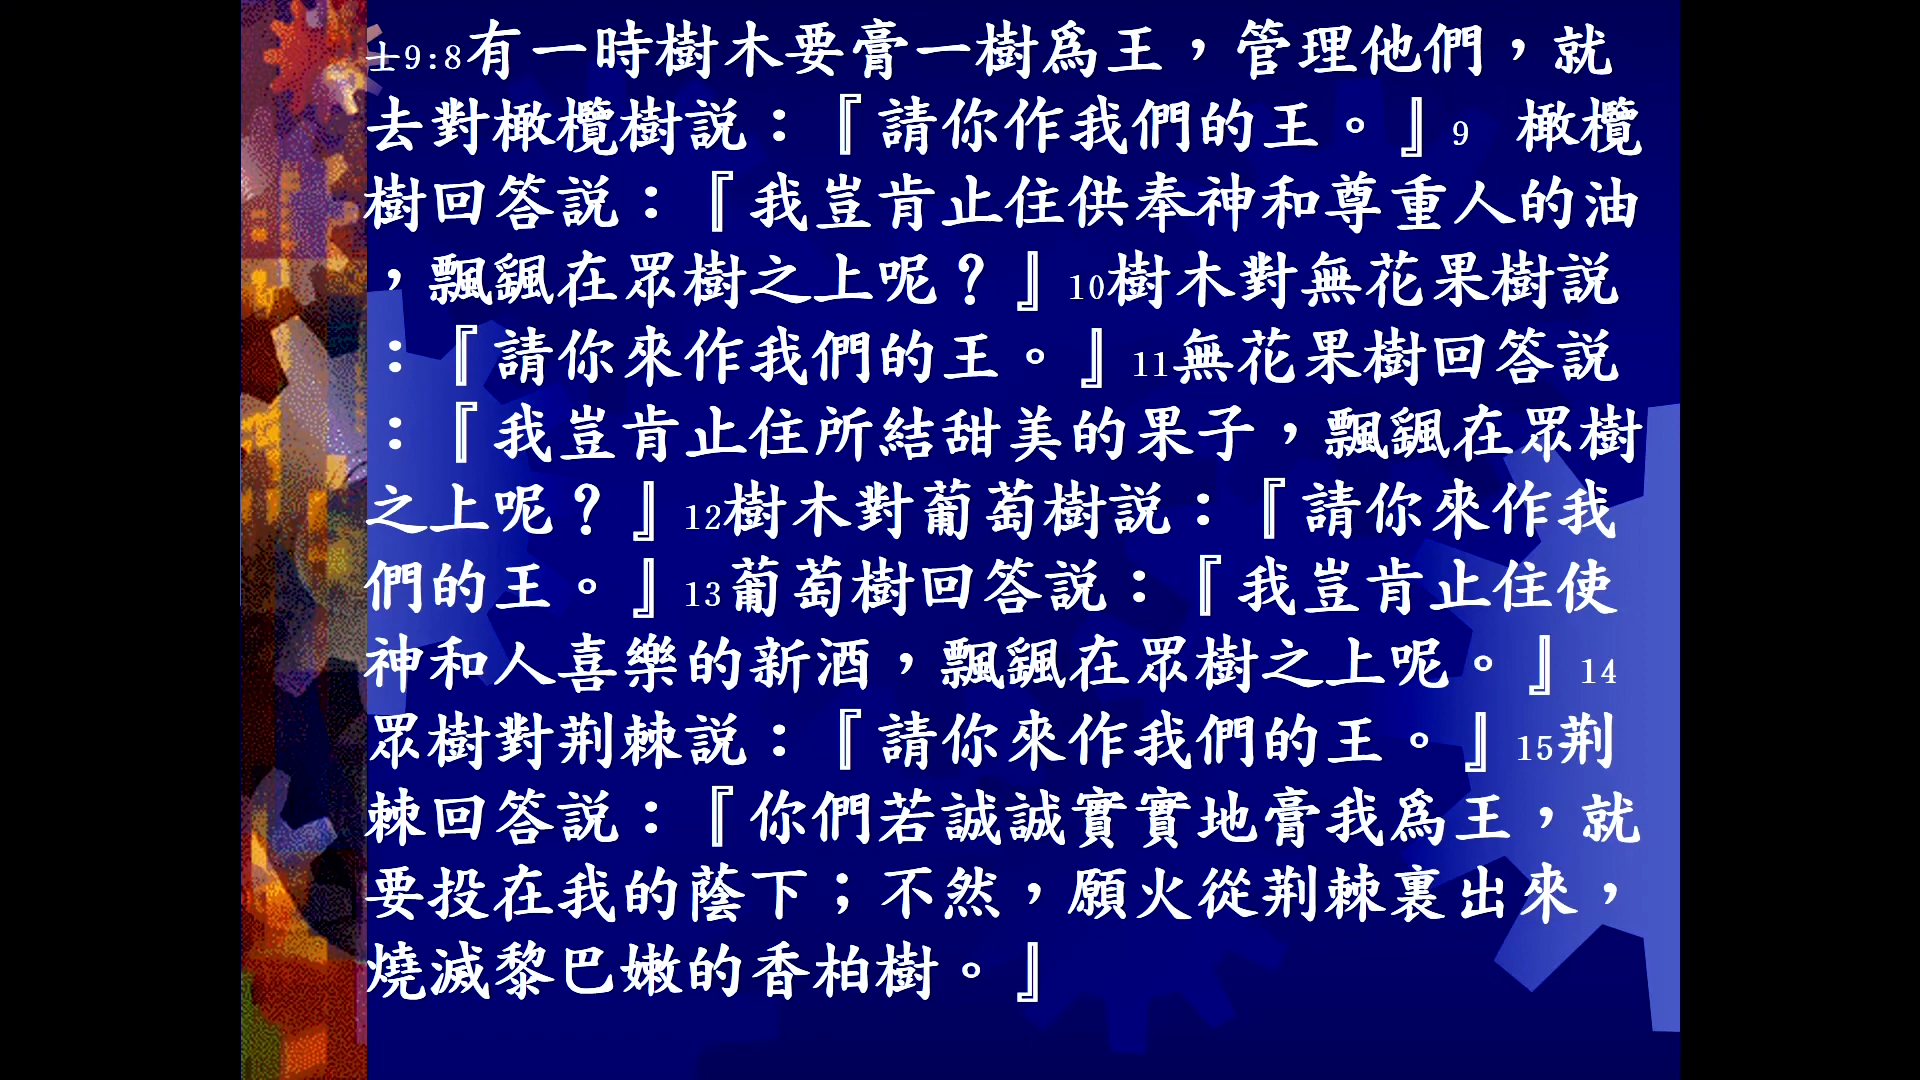 士9:8有一時樹木要膏一樹為王，管理他們，就
去對橄欖樹說：『請你作我們的王。』9 橄欖
樹回答說：『我豈肯止住供奉神和尊重人的油
，飄颻在眾樹之上呢？』10樹木對無花果樹說
：『請你來作我們的王。』11無花果樹回答說
：『我豈肯止住所結甜美的果子，飄颻在眾樹
之上呢？』12樹木對葡萄樹說：『請你來作我
們的王。』13葡萄樹回答說：『我豈肯止住使
神和人喜樂的新酒，飄颻在眾樹之上呢。』14
眾樹對荊棘說：『請你來作我們的王。』15荊
棘回答說：『你們若誠誠實實地膏我為王，就
要投在我的蔭下；不然，願火從荊棘裏出來，
燒滅黎巴嫩的香柏樹。』